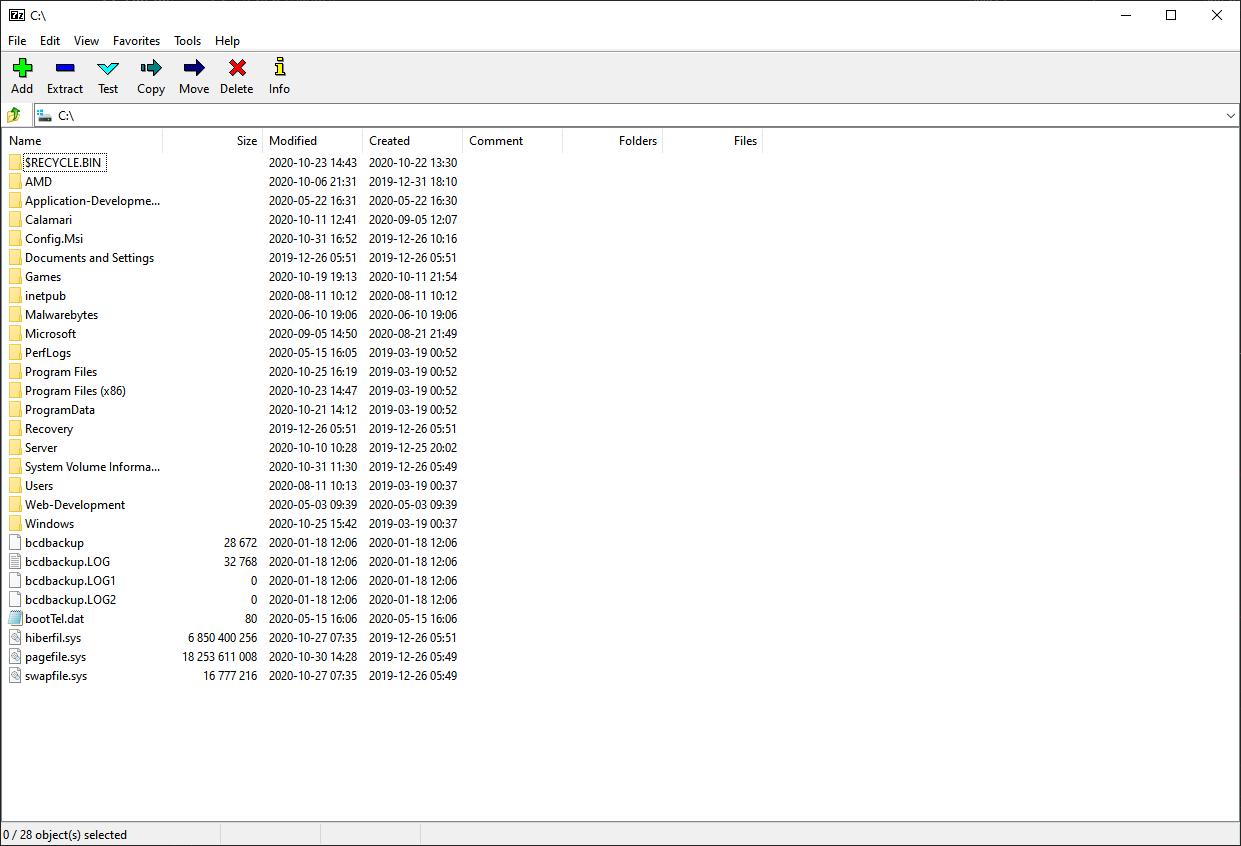 7z C:\
File Edit View Favorites Tools Help
Add Extract Test Copy Move Delete Info
C:\
Name Size Modified Created Comment Folders Files
$RECYCLE.BIN 2020-10-23 14:43 2020-10-22 13:30
AMD 2020-10-06 21:31 2019-12-31 18:10
Application-Developme... 2020-05-22 16:31 2020-05-22 16:30
Calamari 2020-10-11 12:41 2020-09-05 12:07
Config.Msi 2020-10-31 16:52 2019-12-26 10:16
Documents and Settings 2019-12-26 05:51 2019-12-26 05:51
Games 2020-10-19 19:13 2020-10-11 21:54
inetpub 2020-08-11 10:12 2020-08-11 10:12
Malwarebytes 2020-06-10 19:06 2020-06-10 19:06
Microsoft 2020-09-05 14:50 2020-08-21 21:49
PerfLogs 2020-05-15 16:05 2019-03-19 00:52
Program Files 2020-10-25 16:19 2019-03-19 00:52
Program Files (x86) 2020-10-23 14:47 2019-03-19 00:52
ProgramData 2020-10-21 14:12 2019-03-19 00:52
Recovery 2019-12-26 05:51 2019-12-26 05:51
Server 2020-10-10 10:28 2019-12-25 20:02
System Volume Informa... 2020-10-31 11:30 2019-12-26 05:49
Users 2020-08-11 10:13 2019-03-19 00:37
Web-Development 2020-05-03 09:39 2020-05-03 09:39
Windows 2020-10-25 15:42 2019-03-19 00:37
bcdbackup 28 672 2020-01-18 12:06 2020-01-18 12:06
bcdbackup.LOG 32 768 2020-01-18 12:06 2020-01-18 12:06
bcdbackup.LOG1 0 2020-01-18 12:06 2020-01-18 12:06
bcdbackup.LOG2 0 2020-01-18 12:06 2020-01-18 12:06
bootTel.dat 80 2020-05-15 16:06 2020-05-15 16:06
hiberfil.sys 6 850 400 256 2020-10-27 07:35 2019-12-26 05:51
pagefile.sys 18 253 611 008 2020-10-30 14:28 2019-12-26 05:49
swapfile.sys 16 777 216 2020-10-27 07:35 2019-12-26 05:49
0 / 28 object(s) selected